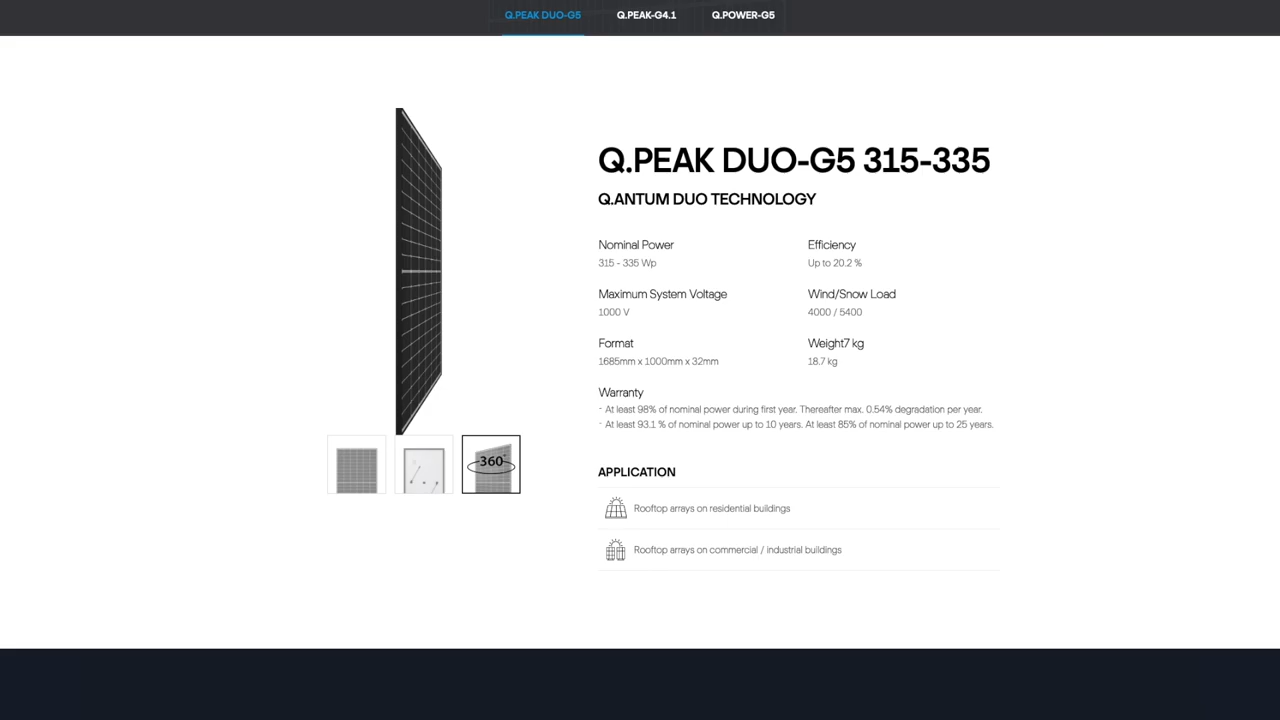 Q.PEAK DUO-G5 Q.PEAK-G4.1 Q.POWER-G5
Q.PEAK DUO-G5 315-335
Q.ANTUM DUO TECHNOLOGY
Nominal Power
315 - 335 Wp
Efficiency
Up to 20.2 %
Maximum System Voltage
1000 V
Wind/Snow Load
4000 / 5400
Format
1685mm x 1000mm x 32mm
Weight7 kg
18.7 kg
Warranty
- At least 98% of nominal power during first year. Thereafter max. 0.54% degradation per year.
- At least 93.1 % of nominal power up to 10 years. At least 85% of nominal power up to 25 years.
360°
APPLICATION
Rooftop arrays on residential buildings
Rooftop arrays on commercial / industrial buildings